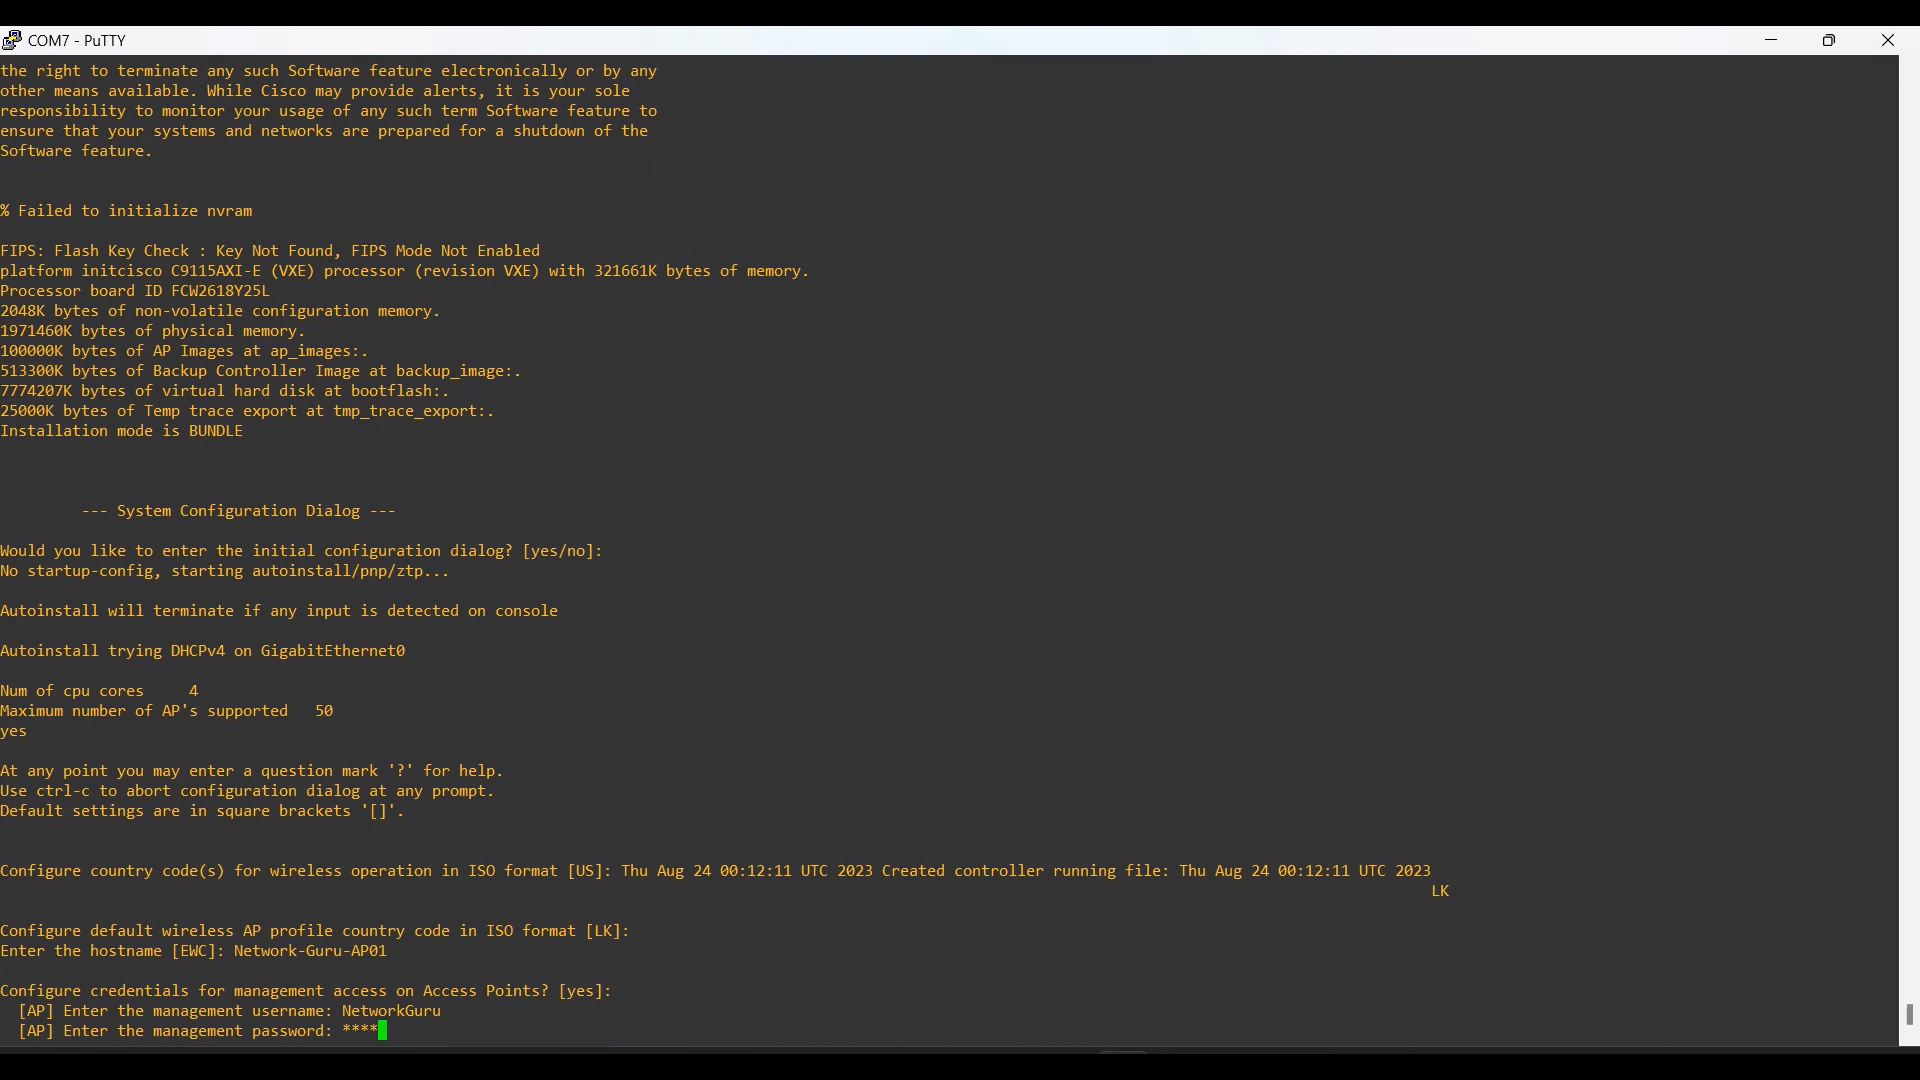 COM7 - PuTTY
the right to terminate any such Software feature electronically or by any
other means available. While Cisco may provide alerts, it is your sole
responsibility to monitor your usage of any such term Software feature to
ensure that your systems and networks are prepared for a shutdown of the
Software feature.
% Failed to initialize nvram
FIPS: Flash Key Check : Key Not Found, FIPS Mode Not Enabled
platform initcisco C9115AXI-E (VXE) processor (revision VXE) with 321661K bytes of memory.
Processor board ID FCW2618Y25L
2048K bytes of non-volatile configuration memory.
1971460K bytes of physical memory.
100000K bytes of AP Images at ap_images:.
513300K bytes of Backup Controller Image at backup_image:.
7774207K bytes of virtual hard disk at bootflash:.
25000K bytes of Temp trace export at tmp_trace_export:.
Installation mode is BUNDLE
--- System Configuration Dialog ---
Would you like to enter the initial configuration dialog? [yes/no]:
No startup-config, starting autoinstall/pnp/ztp...
Autoinstall will terminate if any input is detected on console
Autoinstall trying DHCPv4 on GigabitEthernet0
Num of cpu cores     4
Maximum number of AP's supported   50
yes
At any point you may enter a question mark '?' for help.
Use ctrl-c to abort configuration dialog at any prompt.
Default settings are in square brackets '[]'.
Configure country code(s) for wireless operation in ISO format [US]: Thu Aug 24 00:12:11 UTC 2023 Created controller running file: Thu Aug 24 00:12:11 UTC 2023
LK
Configure default wireless AP profile country code in ISO format [LK]:
Enter the hostname [EWC]: Network-Guru-AP01
Configure credentials for management access on Access Points? [yes]:
[AP] Enter the management username: NetworkGuru
[AP] Enter the management password: ****